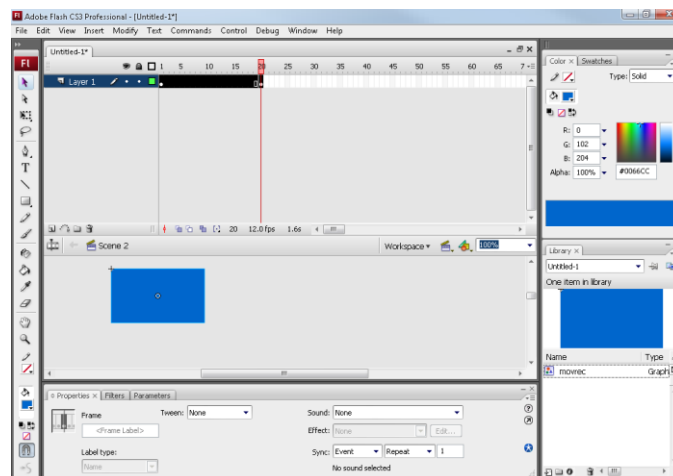 Adobe Flash CS3 Professional - [Untitled-1*]
File Edit View Insert Modify Text Commands Control Debug Window Help
Untitled-1*
1 5 10 15 20 25 30 35 40 45 50 55 60 65 7
Layer 1
20 12.0 fps 1.6s
Scene 2
Workspace
100%
Properties × Filters Parameters
Frame
<Frame Label>
Label type:
Name
Tween: None
Sound: None
Effect: None
Edit...
Sync: Event Repeat 1
No sound selected
Fl
T
Color × Swatches
Type: Solid
R: 0
G: 102
B: 204
Alpha: 100%
#0066CC
Library ×
Untitled-1
One item in library
Name Type
movrec Graph